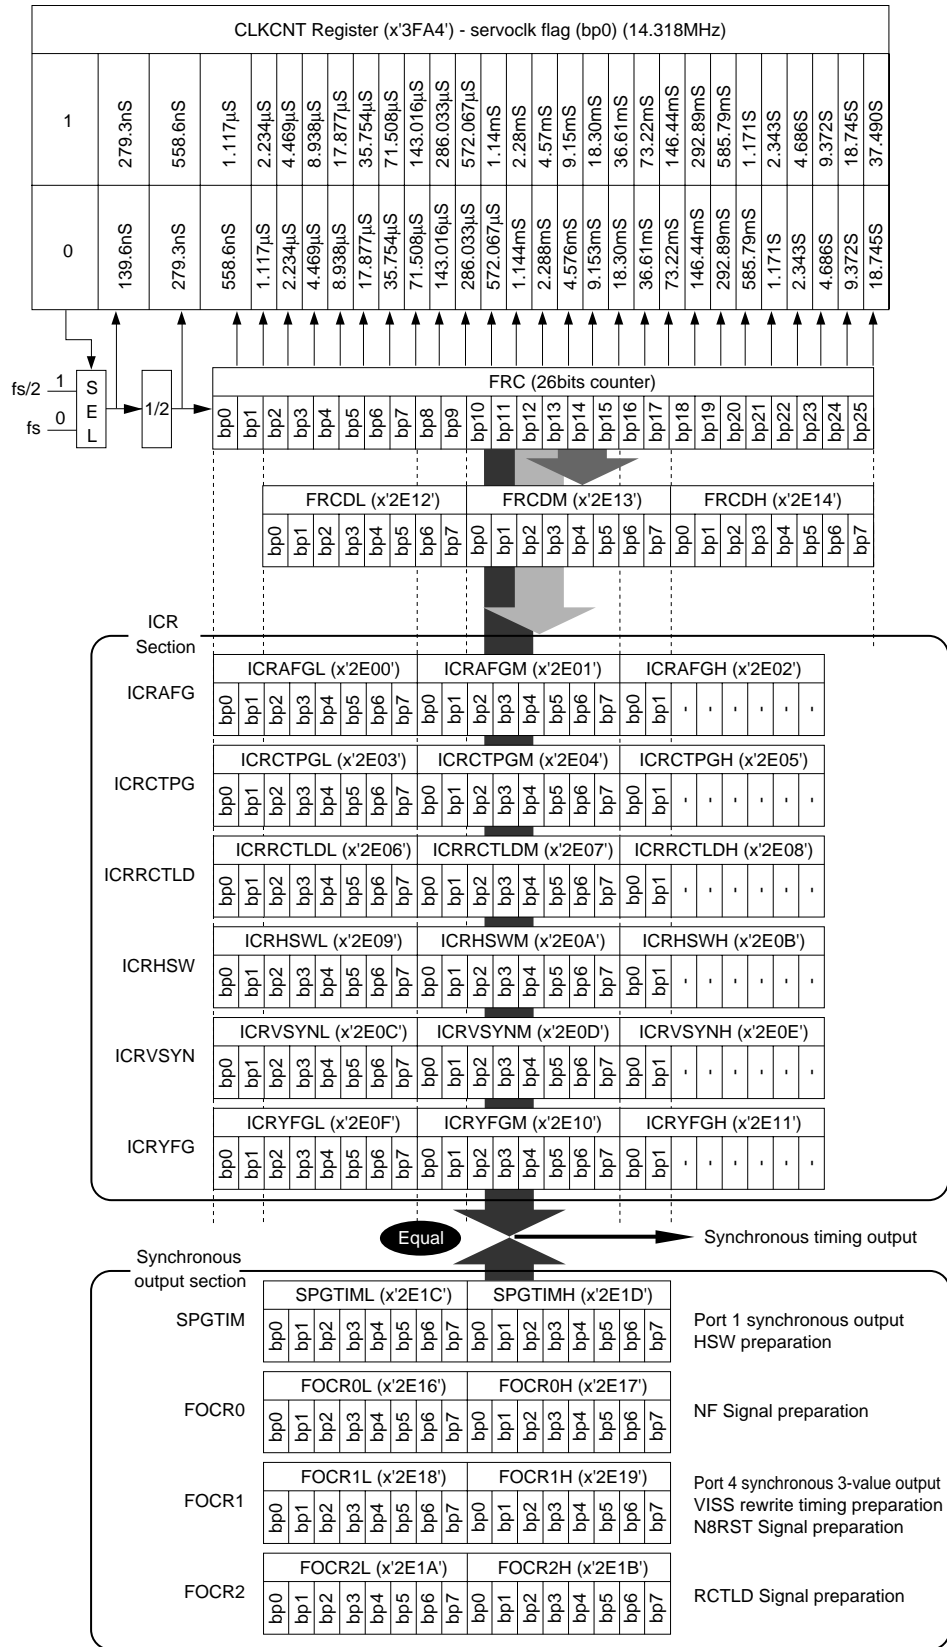 CLKCNT Register (x'3FA4') - servoclk flag (bp0) (14.318MHz)
1 279.3nS 558.6nS 1.117µS 2.234µS 4.469µS 8.938µS 17.877µS 35.754µS 71.508µS 143.016µS 286.033µS 572.067µS 1.14mS 2.28mS 4.57mS 9.15mS 18.30mS 36.61mS 73.22mS 146.44mS 292.89mS 585.79mS 1.171S 2.343S 4.686S 9.372S 18.745S 37.490S
0 139.6nS 279.3nS 558.6nS 1.117µS 2.234µS 4.469µS 8.938µS 17.877µS 35.754µS 71.508µS 143.016µS 286.033µS 572.067µS 1.144mS 2.288mS 4.576mS 9.153mS 18.30mS 36.61mS 73.22mS 146.44mS 292.89mS 585.79mS 1.171S 2.343S 4.686S 9.372S 18.745S
fs/2 1
fs 0
S
E
L
1/2
FRC (26bits counter)
bp0 bp1 bp2 bp3 bp4 bp5 bp6 bp7 bp8 bp9 bp10 bp11 bp12 bp13 bp14 bp15 bp16 bp17 bp18 bp19 bp20 bp21 bp22 bp23 bp24 bp25
FRCDL (x'2E12') FRCDM (x'2E13') FRCDH (x'2E14')
bp0 bp1 bp2 bp3 bp4 bp5 bp6 bp7 bp0 bp1 bp2 bp3 bp4 bp5 bp6 bp7 bp0 bp1 bp2 bp3 bp4 bp5 bp6 bp7
ICR
Section
ICRAFG
ICRAFGL (x'2E00') ICRAFGM (x'2E01') ICRAFGH (x'2E02')
bp0 bp1 bp2 bp3 bp4 bp5 bp6 bp7 bp0 bp1 bp2 bp3 bp4 bp5 bp6 bp7 bp0 bp1 - - - - - -
ICRCTPG
ICRCTPGL (x'2E03') ICRCTPGM (x'2E04') ICRCTPGH (x'2E05')
bp0 bp1 bp2 bp3 bp4 bp5 bp6 bp7 bp0 bp1 bp2 bp3 bp4 bp5 bp6 bp7 bp0 bp1 - - - - - -
ICRRCTLD
ICRRCTLDL (x'2E06') ICRRCTLDM (x'2E07') ICRRCTLDH (x'2E08')
bp0 bp1 bp2 bp3 bp4 bp5 bp6 bp7 bp0 bp1 bp2 bp3 bp4 bp5 bp6 bp7 bp0 bp1 - - - - - -
ICRHSW
ICRHSWL (x'2E09') ICRHSWM (x'2E0A') ICRHSWH (x'2E0B')
bp0 bp1 bp2 bp3 bp4 bp5 bp6 bp7 bp0 bp1 bp2 bp3 bp4 bp5 bp6 bp7 bp0 bp1 - - - - - -
ICRVSYN
ICRVSYNL (x'2E0C') ICRVSYNM (x'2E0D') ICRVSYNH (x'2E0E')
bp0 bp1 bp2 bp3 bp4 bp5 bp6 bp7 bp0 bp1 bp2 bp3 bp4 bp5 bp6 bp7 bp0 bp1 - - - - - -
ICRYFG
ICRYFGL (x'2E0F') ICRYFGM (x'2E10') ICRYFGH (x'2E11')
bp0 bp1 bp2 bp3 bp4 bp5 bp6 bp7 bp0 bp1 bp2 bp3 bp4 bp5 bp6 bp7 bp0 bp1 - - - - - -
Equal
Synchronous timing output
Synchronous
output section
SPGTIM
SPGTIML (x'2E1C') SPGTIMH (x'2E1D')
bp0 bp1 bp2 bp3 bp4 bp5 bp6 bp7 bp0 bp1 bp2 bp3 bp4 bp5 bp6 bp7
Port 1 synchronous output
HSW preparation
FOCR0
FOCR0L (x'2E16') FOCR0H (x'2E17')
bp0 bp1 bp2 bp3 bp4 bp5 bp6 bp7 bp0 bp1 bp2 bp3 bp4 bp5 bp6 bp7
NF Signal preparation
FOCR1
FOCR1L (x'2E18') FOCR1H (x'2E19')
bp0 bp1 bp2 bp3 bp4 bp5 bp6 bp7 bp0 bp1 bp2 bp3 bp4 bp5 bp6 bp7
Port 4 synchronous 3-value output
VISS rewrite timing preparation
N8RST Signal preparation
FOCR2
FOCR2L (x'2E1A') FOCR2H (x'2E1B')
bp0 bp1 bp2 bp3 bp4 bp5 bp6 bp7 bp0 bp1 bp2 bp3 bp4 bp5 bp6 bp7
RCTLD Signal preparation